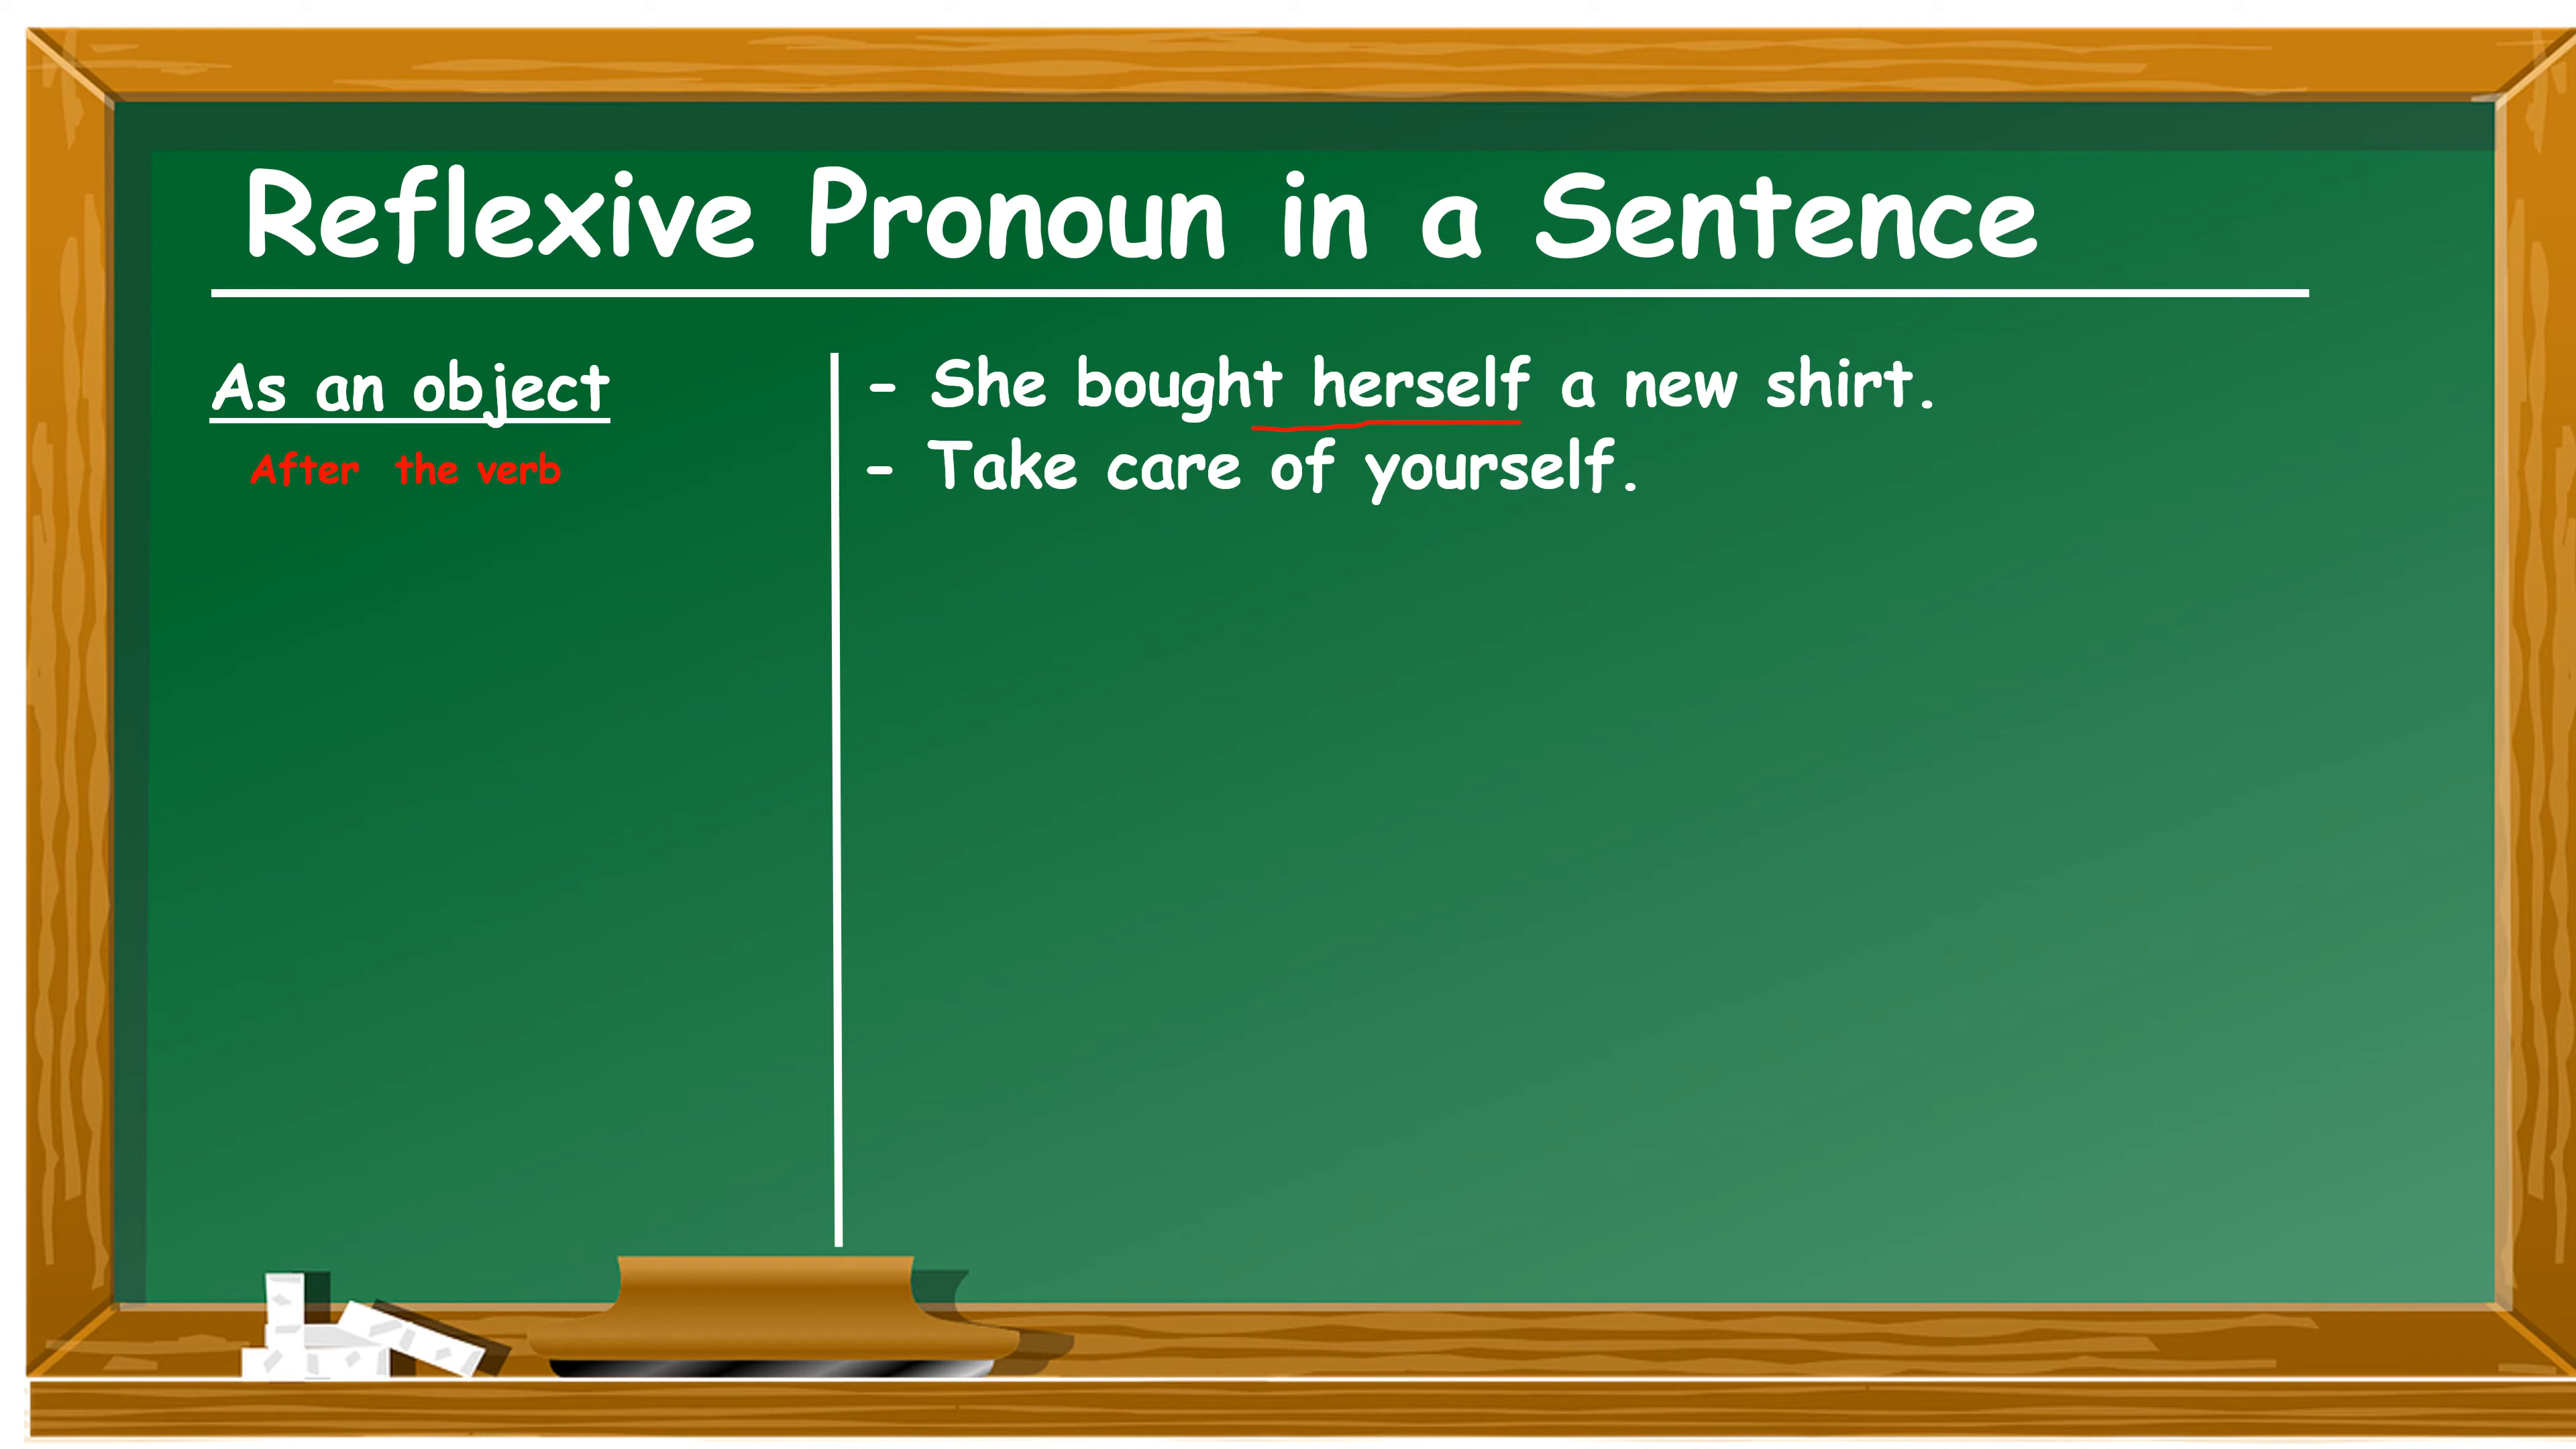 Reflexive Pronoun in a Sentence
As an object
After the verb
- She bought herself a new shirt.
- Take care of yourself.